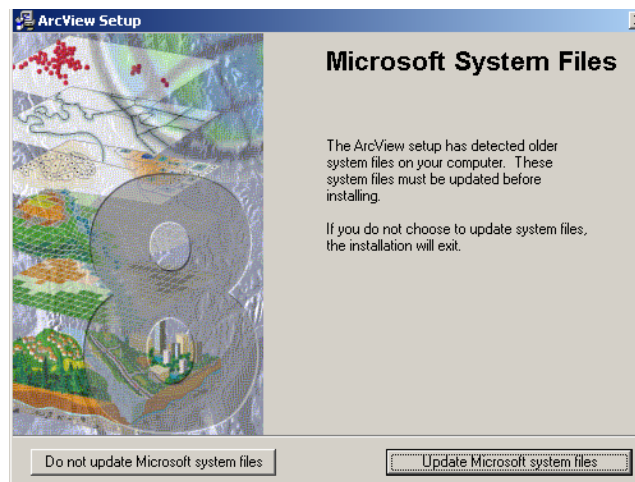 ArcView Setup
Microsoft System Files
The ArcView setup has detected older
system files on your computer. These
system files must be updated before
installing.
If you do not choose to update system files,
the installation will exit.
8
Do not update Microsoft system files
Update Microsoft system files